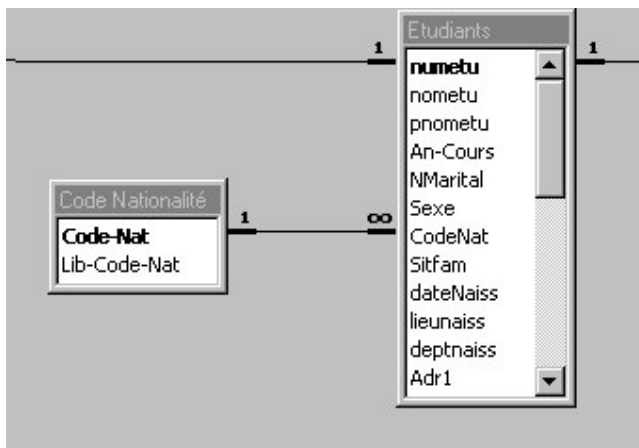 Etudiants
1
1
numetu
nometu
pnometu
An-Cours
NMarital
Sexe
CodeNat
Sitfam
dateNaiss
lieunaiss
deptnaiss
Adr1
Code Nationalité
1
∞
Code-Nat
Lib-Code-Nat